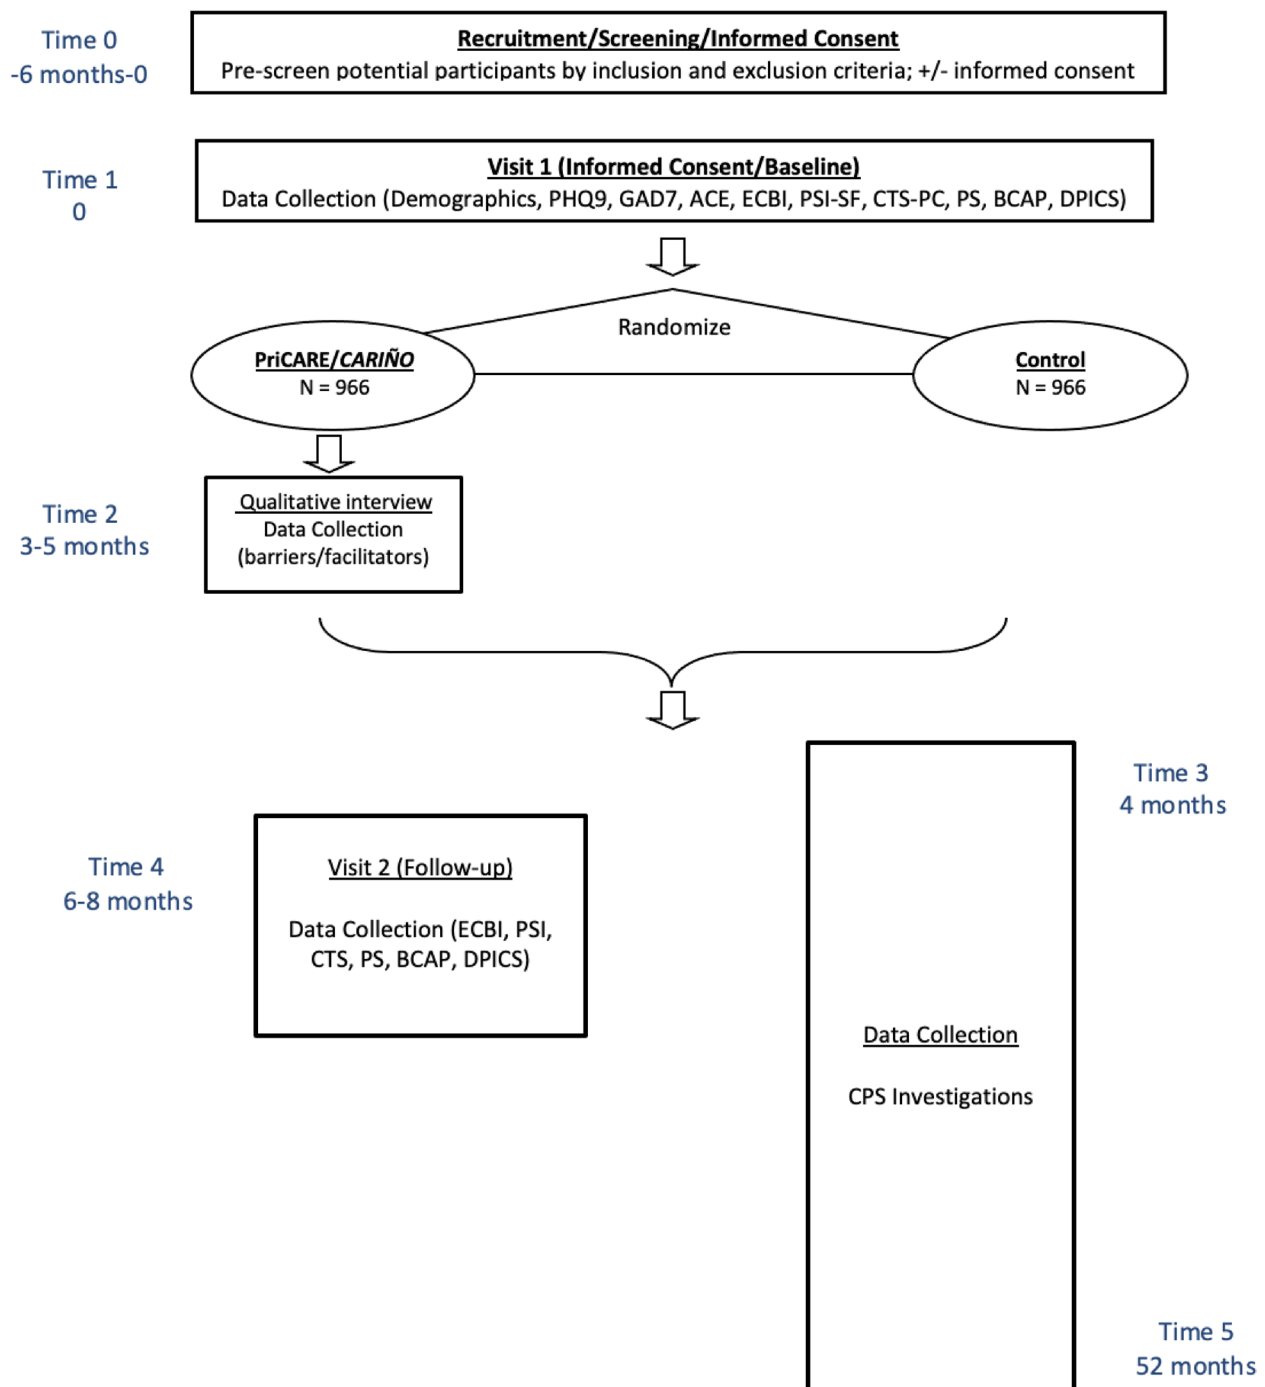 Time 0
-6 months-0
Recruitment/Screening/Informed Consent
Pre-screen potential participants by inclusion and exclusion criteria; +/- informed consent
Time 1
0
Visit 1 (Informed Consent/Baseline)
Data Collection (Demographics, PHQ9, GAD7, ACE, ECBI, PSI-SF, CTS-PC, PS, BCAP, DPICS)
Randomize
PriCARE/CARIÑO
N = 966
Control
N = 966
Time 2
3-5 months
Qualitative interview
Data Collection
(barriers/facilitators)
Time 3
4 months
Time 4
6-8 months
Visit 2 (Follow-up)
Data Collection (ECBI, PSI,
CTS, PS, BCAP, DPICS)
Data Collection
CPS Investigations
Time 5
52 months